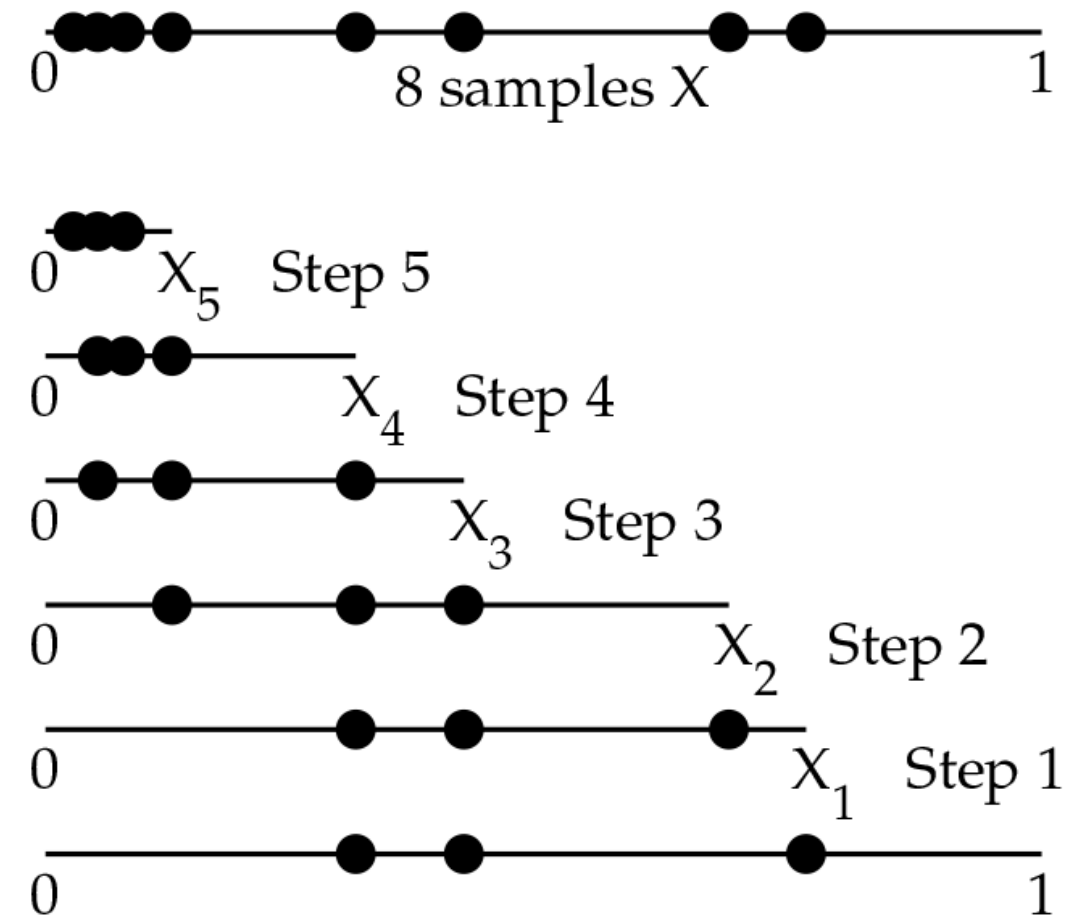 0 8 samples X 1
0 X₅ Step 5
0 X₄ Step 4
0 X₃ Step 3
0 X₂ Step 2
0 X₁ Step 1
0 1